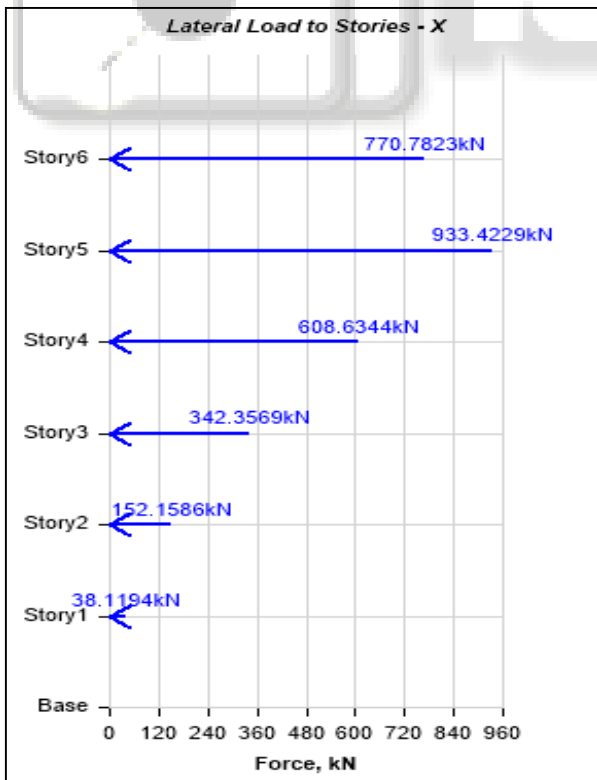 Lateral Load to Stories - X
770.7823kN
Story6
933.4229kN
Story5
608.6344kN
Story4
342.3569kN
Story3
152.1586kN
Story2
38.1194kN
Story1
Base
0 120 240 360 480 600 720 840 960
Force, kN